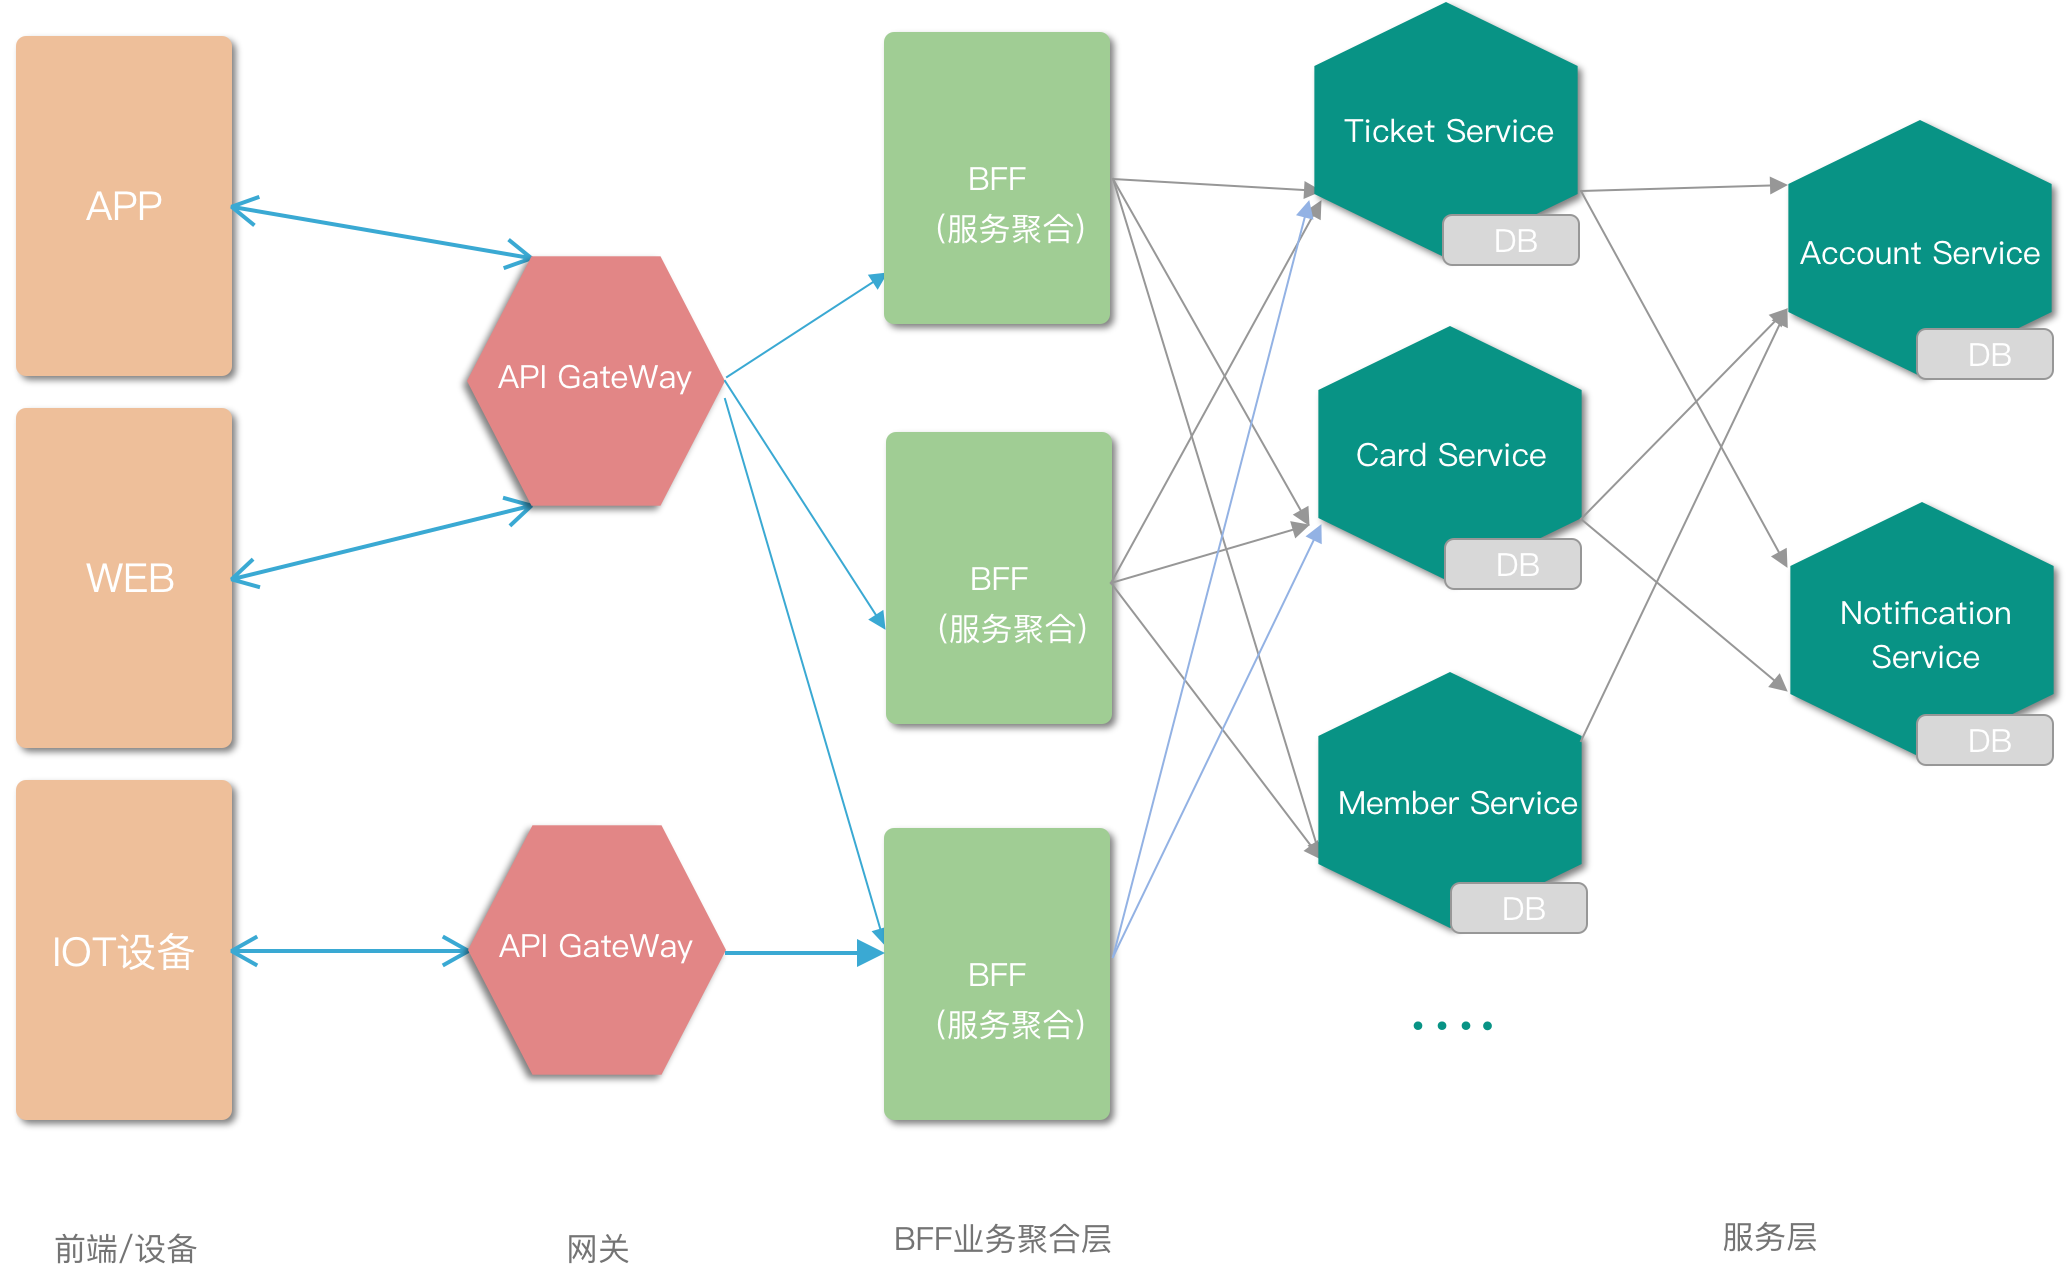 APP
WEB
IOT设备
API GateWay
API GateWay
BFF
(服务聚合)
BFF
(服务聚合)
BFF
(服务聚合)
Ticket Service
DB
Card Service
DB
Member Service
DB
....
Account Service
DB
Notification
Service
DB
前端/设备
网关
BFF业务聚合层
服务层